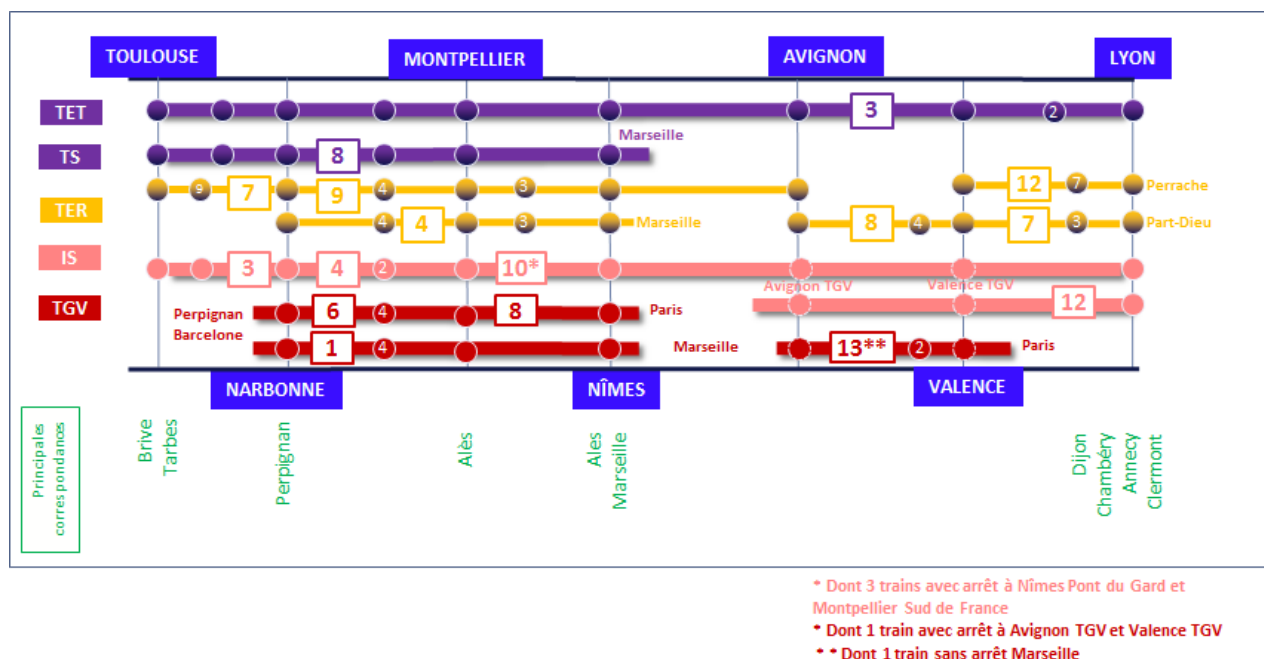 TOULOUSE
MONTPELLIER
AVIGNON
LYON
TET
3
2
Marseille
TS
8
TER
9
7
9
4
3
12
7
Perrache
4
4
3
Marseille
8
4
7
3
Part-Dieu
IS
3
4
2
10*
Avignon TGV
Valence TGV
12
TGV
Perpignan
Barcelone
6
4
8
Paris
1
4
Marseille
13**
2
Paris
NARBONNE
NÎMES
VALENCE
Principales
correspondances
Brive
Tarbes
Perpignan
Alès
Ales
Marseille
Dijon
Chambéry
Annecy
Clermont
* Dont 3 trains avec arrêt à Nîmes Pont du Gard et
Montpellier Sud de France
* Dont 1 train avec arrêt à Avignon TGV et Valence TGV
* * Dont 1 train sans arrêt Marseille